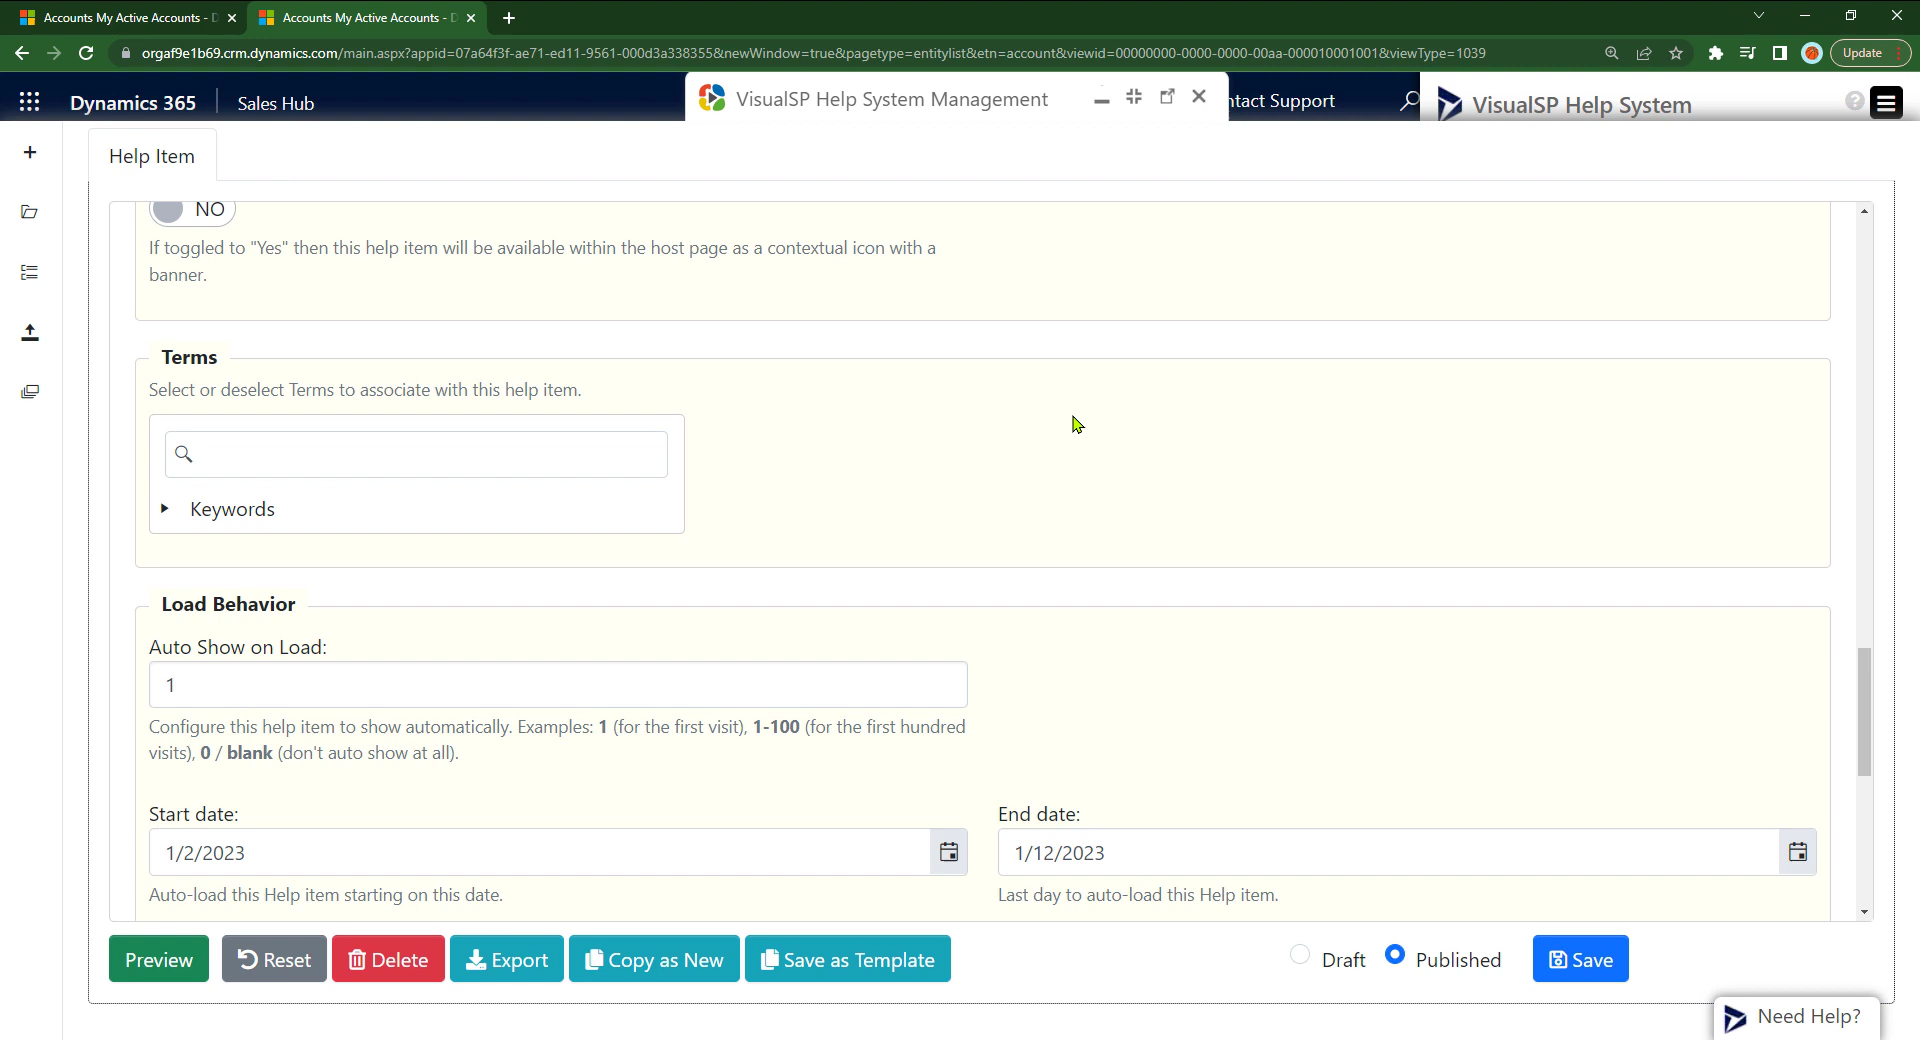 Accounts My Active Accounts - D
Accounts My Active Accounts - D
orgaf9e1b69.crm.dynamics.com/main.aspx?appid=07a64f3f-ae71-ed11-9561-000d3a338355&newWindow=true&pagetype=entitylist&etn=account&viewid=00000000-0000-0000-00aa-000010001001&viewType=1039
Update
Dynamics 365
Sales Hub
VisualSP Help System Management
ntact Support
VisualSP Help System
Help Item
NO
If toggled to "Yes" then this help item will be available within the host page as a contextual icon with a
banner.
Terms
Select or deselect Terms to associate with this help item.
Keywords
Load Behavior
Auto Show on Load:
1
Configure this help item to show automatically. Examples: 1 (for the first visit), 1-100 (for the first hundred
visits), 0 / blank (don't auto show at all).
Start date:
End date:
1/2/2023
1/12/2023
Auto-load this Help item starting on this date.
Last day to auto-load this Help item.
Preview
Reset
Delete
Export
Copy as New
Save as Template
Draft
Published
Save
Need Help?